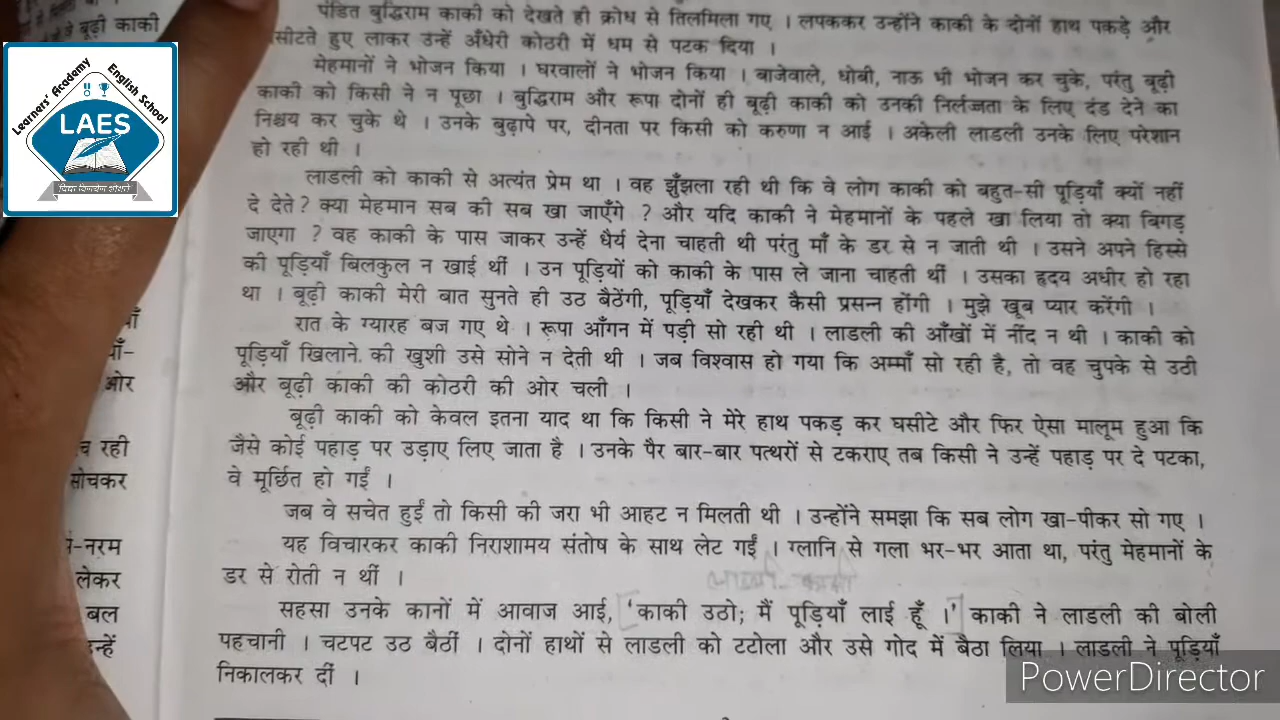 बूढ़ी काकी
पंडित बुद्धिराम काकी को देखते ही क्रोध से तिलमिला गए । लपककर उन्होंने काकी के दोनों हाथ पकड़े और
घसीटते हुए लाकर उन्हें अँधेरी कोठरी में धम से पटक दिया ।
मेहमानों ने भोजन किया । घरवालों ने भोजन किया । बाजेवाले, धोबी, नाऊ भी भोजन कर चुके, परंतु बूढ़ी
काकी को किसी ने न पूछा । बुद्धिराम और रूपा दोनों ही बूढ़ी काकी को उनकी निर्लज्जता के लिए दंड देने का
निश्चय कर चुके थे । उनके बुढ़ापे पर, दीनता पर किसी को करुणा न आई । अकेली लाडली उनके लिए परेशान
हो रही थी ।
लाडली को काकी से अत्यंत प्रेम था । वह झुँझला रही थी कि वे लोग काकी को बहुत-सी पूड़ियाँ क्यों नहीं
दे देते ? क्या मेहमान सब की सब खा जाएँगे ? और यदि काकी ने मेहमानों के पहले खा लिया तो क्या बिगड़
जाएगा ? वह काकी के पास जाकर उन्हें धैर्य देना चाहती थी परंतु माँ के डर से न जाती थी । उसने अपने हिस्से
की पूड़ियाँ बिलकुल न खाई थीं । उन पूड़ियों को काकी के पास ले जाना चाहती थीं । उसका हृदय अधीर हो रहा
था । बूढ़ी काकी मेरी बात सुनते ही उठ बैठेंगी, पूड़ियाँ देखकर कैसी प्रसन्न होंगी । मुझे खूब प्यार करेंगी ।
रात के ग्यारह बज गए थे । रूपा आँगन में पड़ी सो रही थी । लाडली की आँखों में नींद न थी । काकी को
पूड़ियाँ खिलाने की खुशी उसे सोने न देती थी । जब विश्वास हो गया कि अम्माँ सो रही है, तो वह चुपके से उठी
और बूढ़ी काकी की कोठरी की ओर चली ।
बूढ़ी काकी को केवल इतना याद था कि किसी ने मेरे हाथ पकड़ कर घसीटे और फिर ऐसा मालूम हुआ कि
जैसे कोई पहाड़ पर उड़ाए लिए जाता है । उनके पैर बार-बार पत्थरों से टकराए तब किसी ने उन्हें पहाड़ पर दे पटका,
वे मूर्छित हो गईं ।
जब वे सचेत हुईं तो किसी की जरा भी आहट न मिलती थी । उन्होंने समझा कि सब लोग खा-पीकर सो गए ।
यह विचारकर काकी निराशामय संतोष के साथ लेट गईं । ग्लानि से गला भर-भर आता था, परंतु मेहमानों के
डर से रोती न थीं ।
सहसा उनके कानों में आवाज आई, 'काकी उठो; मैं पूड़ियाँ लाई हूँ ।' काकी ने लाडली की बोली
पहचानी । चटपट उठ बैठीं । दोनों हाथों से लाडली को टटोला और उसे गोद में बैठा लिया । लाडली ने पूड़ियाँ
निकालकर दीं ।
ओर
रही
सोचकर
नरम
लेकर
बल
उन्हें
Learners' Academy English School
LAES
PowerDirector